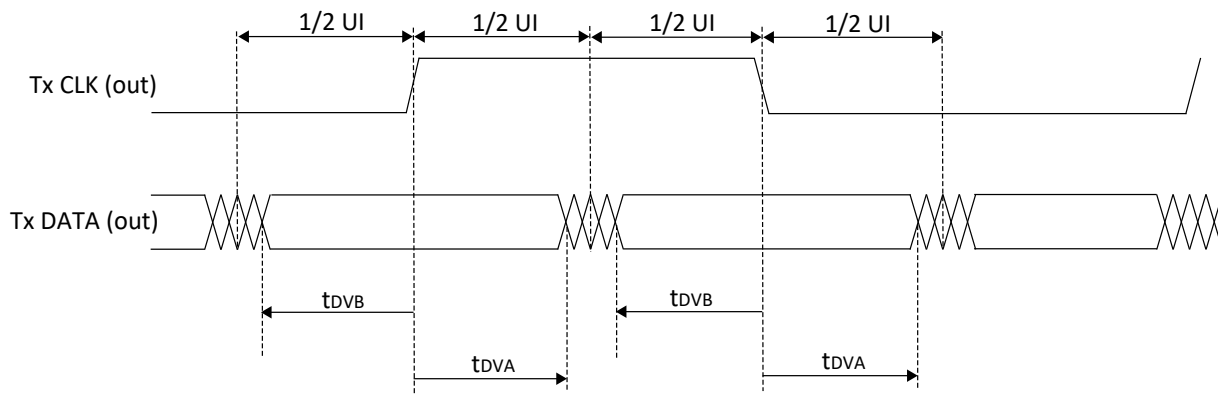 1/2 UI 1/2 UI 1/2 UI 1/2 UI
Tx CLK (out)
Tx DATA (out)
tDVB tDVB
tDVA tDVA